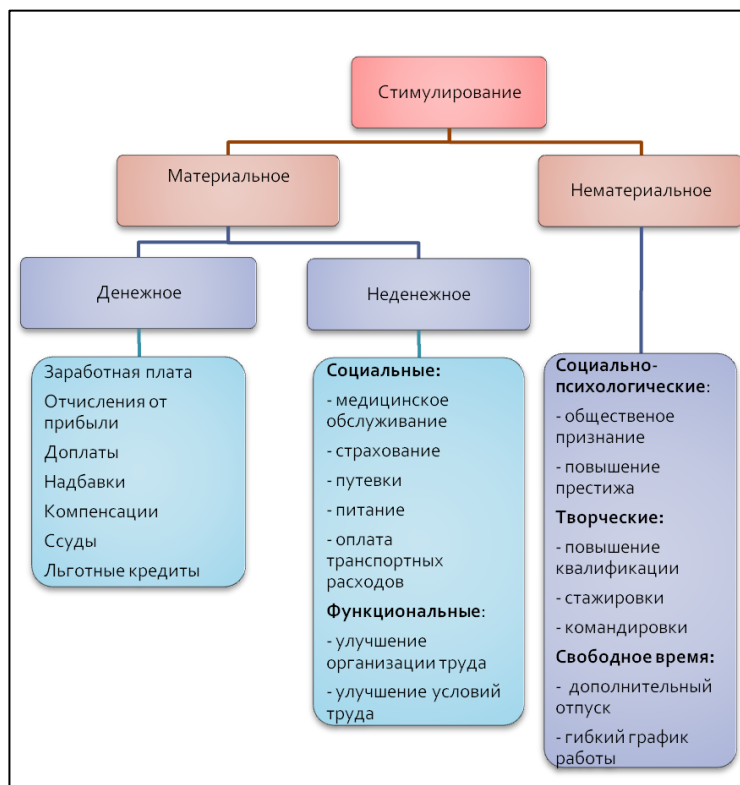 Стимулирование
Материальное
Нематериальное
Денежное
Неденежное
Заработная плата
Отчисления от
прибыли
Доплаты
Надбавки
Компенсации
Ссуды
Льготные кредиты
Социальные:
- медицинское
обслуживание
- страхование
- путевки
- питание
- оплата
транспортных
расходов
Функциональные:
- улучшение
организации труда
- улучшение условий
труда
Социально-
психологические:
- общественое
признание
- повышение
престижа
Творческие:
- повышение
квалификации
- стажировки
- командировки
Свободное время:
- дополнительный
отпуск
- гибкий график
работы